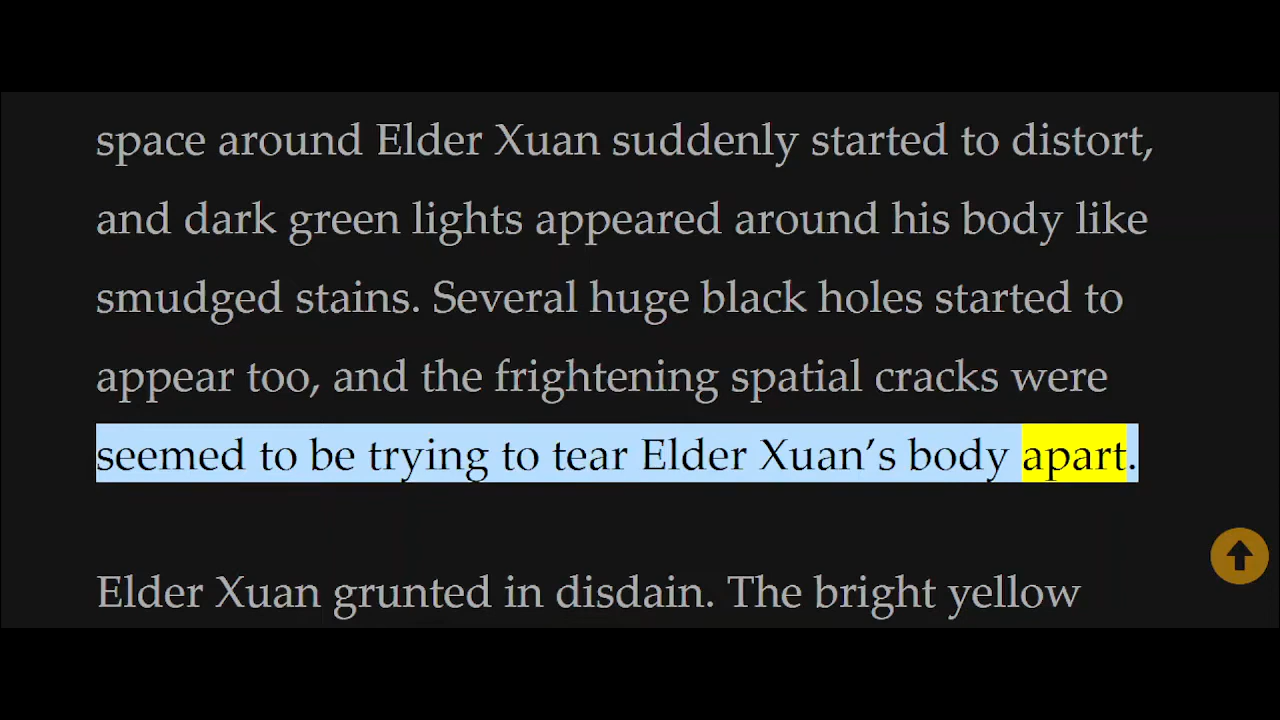 space around Elder Xuan suddenly started to distort,
and dark green lights appeared around his body like
smudged stains. Several huge black holes started to
appear too, and the frightening spatial cracks were
seemed to be trying to tear Elder Xuan’s body apart.
Elder Xuan grunted in disdain. The bright yellow